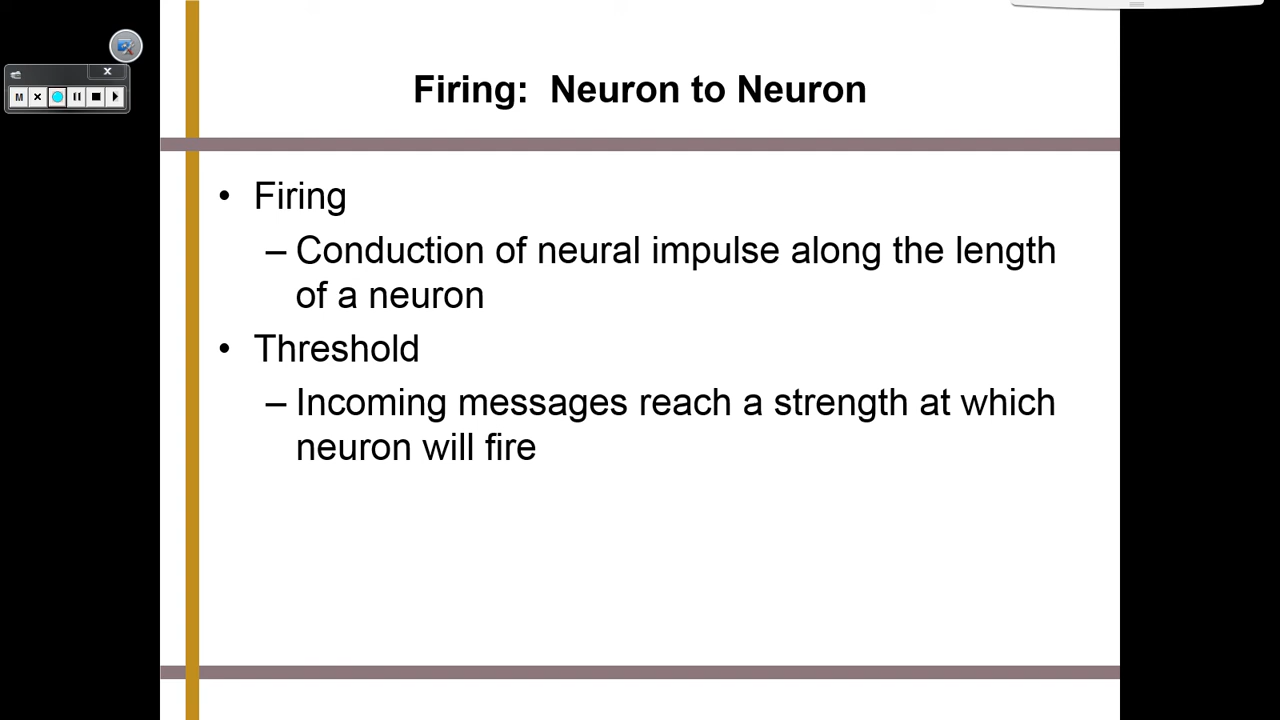 M
Firing: Neuron to Neuron
• Firing
– Conduction of neural impulse along the length
of a neuron
• Threshold
– Incoming messages reach a strength at which
neuron will fire